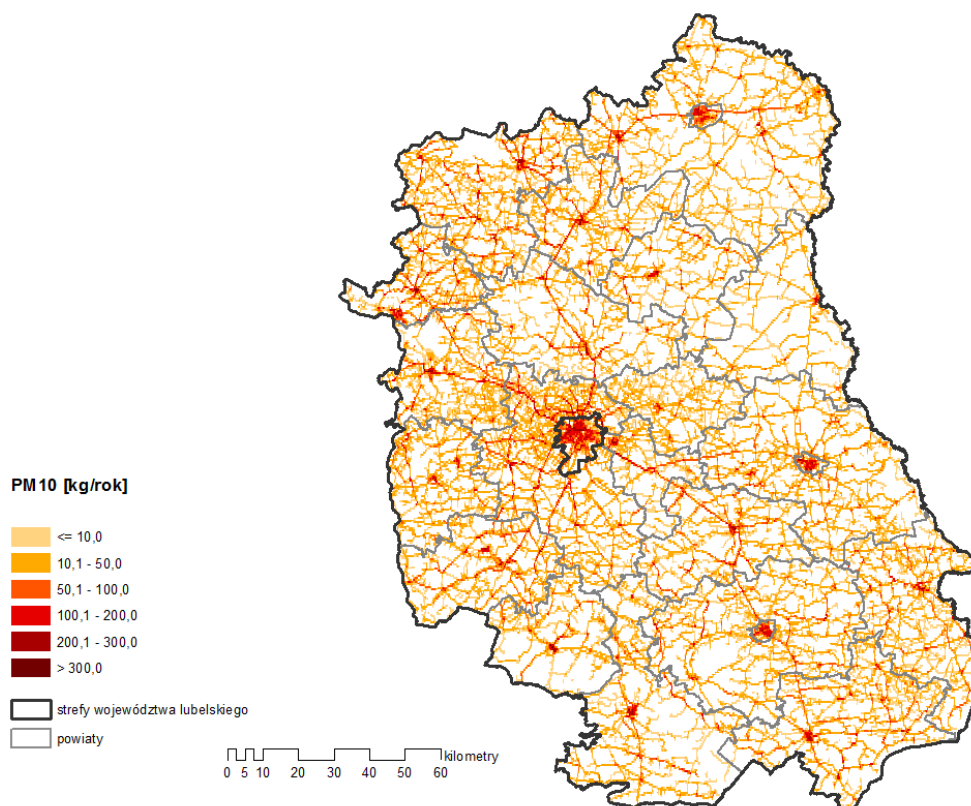 PM10 [kg/rok]
<= 10,0
10,1 - 50,0
50,1 - 100,0
100,1 - 200,0
200,1 - 300,0
> 300,0
strefy województwa lubelskiego
powiaty
kilometry
0 5 10 20 30 40 50 60